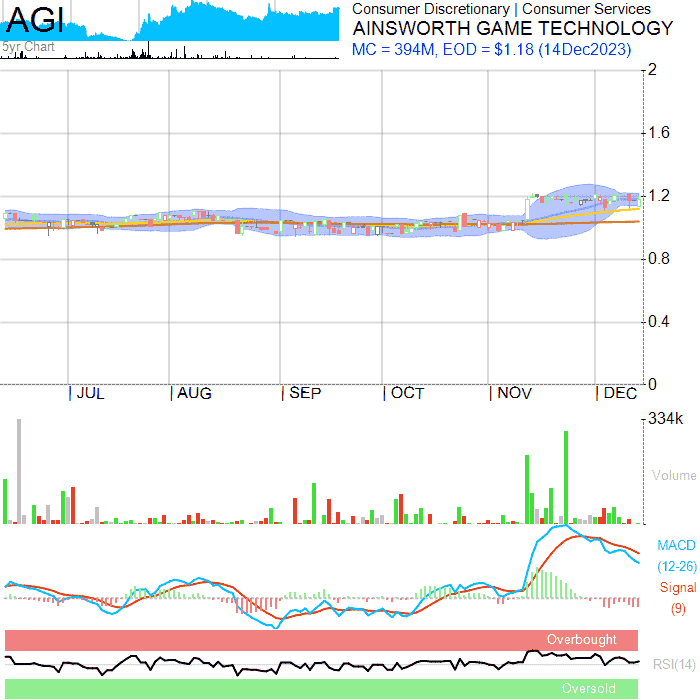 AGI
5yr Chart
Consumer Discretionary | Consumer Services
AINSWORTH GAME TECHNOLOGY
MC = 394M, EOD = $1.18 (14Dec2023)
2
1.6
1.2
0.8
0.4
0
| JUL | AUG | SEP | OCT | NOV | DEC
334k
Volume
MACD
(12-26)
Signal
(9)
Overbought
RSI(14)
Oversold